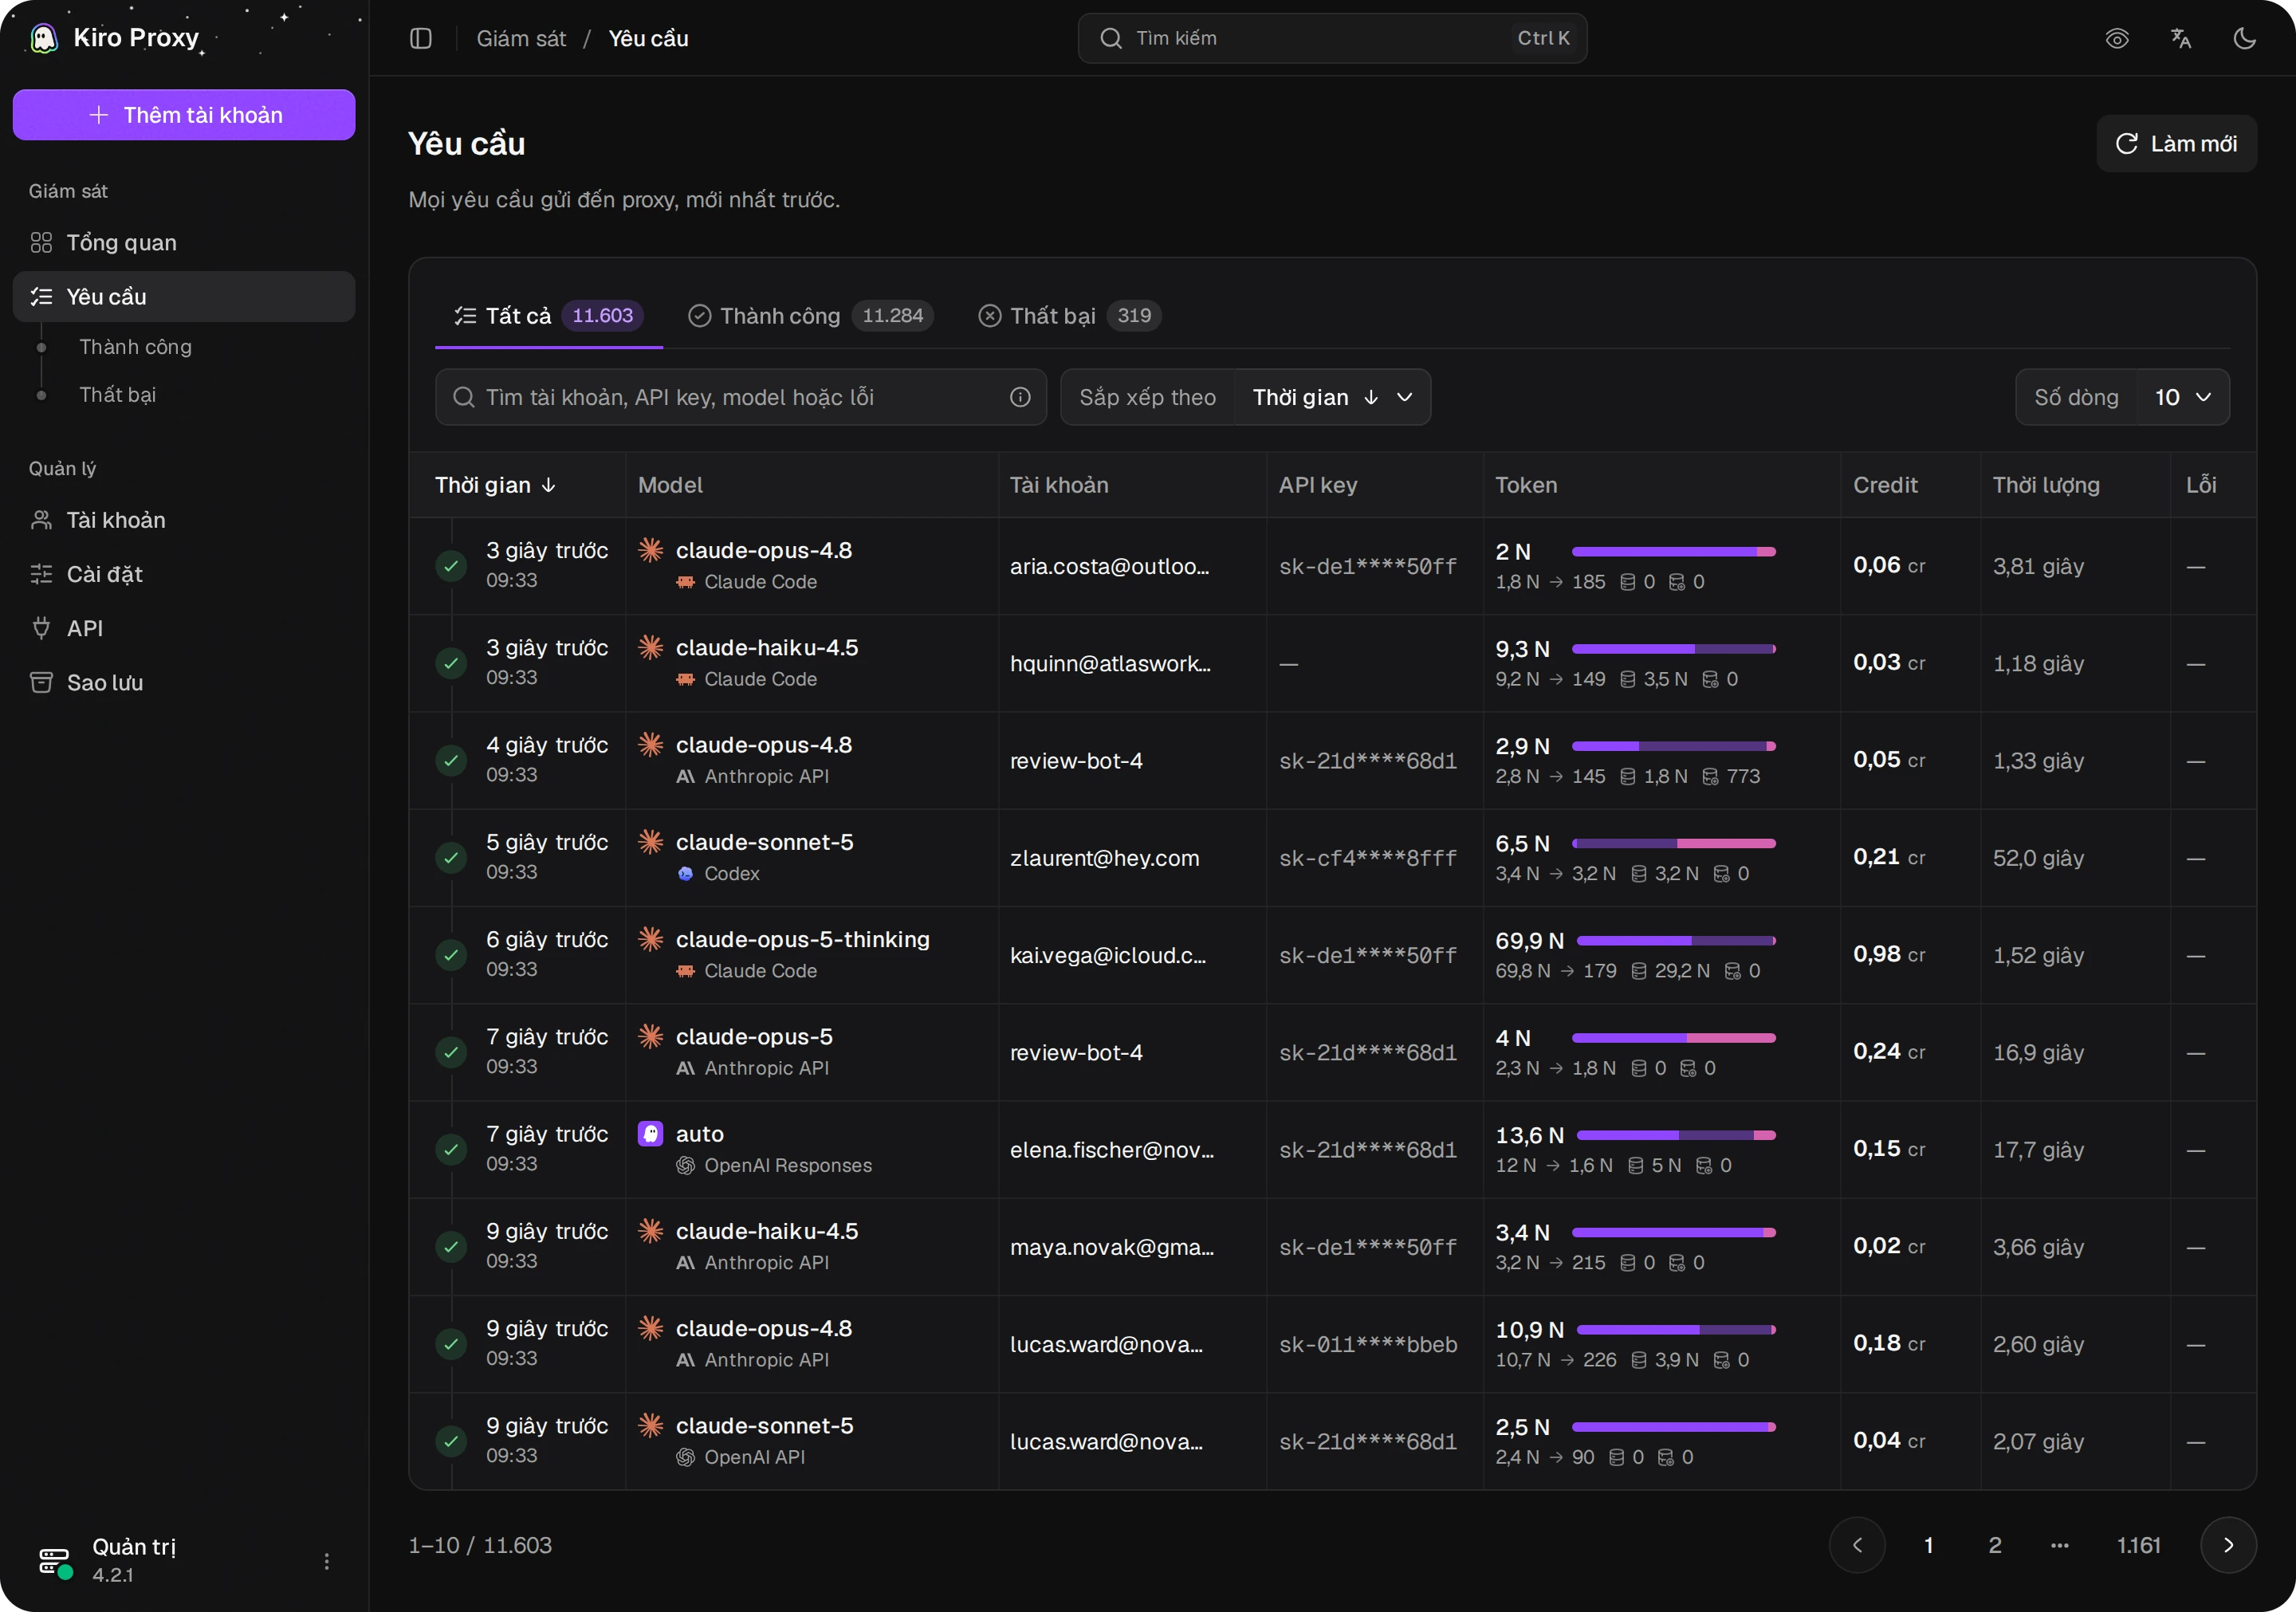 Kiro Proxy
Giám sát / Yêu cầu
Tìm kiếm
Ctrl K
Thêm tài khoản
Giám sát
Tổng quan
Yêu cầu
Thành công
Thất bại
Quản lý
Tài khoản
Cài đặt
API
Sao lưu
Quản trị
4.2.1
Yêu cầu
Làm mới
Mọi yêu cầu gửi đến proxy, mới nhất trước.
Tất cả 11.603 Thành công 11.284 Thất bại 319
Tìm tài khoản, API key, model hoặc lỗi
Sắp xếp theo Thời gian ↓
Số dòng 10
Thời gian ↓ Model Tài khoản API key Token Credit Thời lượng Lỗi
3 giây trước claude-opus-4.8 aria.costa@outloo... sk-de1****50ff 2 N 0,06 cr 3,81 giây —
09:33 Claude Code 1,8 N → 185 0 0
3 giây trước claude-haiku-4.5 hquinn@atlaswork... — 9,3 N 0,03 cr 1,18 giây —
09:33 Claude Code 9,2 N → 149 3,5 N 0
4 giây trước claude-opus-4.8 review-bot-4 sk-21d****68d1 2,9 N 0,05 cr 1,33 giây —
09:33 Anthropic API 2,8 N → 145 1,8 N 773
5 giây trước claude-sonnet-5 zlaurent@hey.com sk-cf4****8fff 6,5 N 0,21 cr 52,0 giây —
09:33 Codex 3,4 N → 3,2 N 3,2 N 0
6 giây trước claude-opus-5-thinking kai.vega@icloud.c... sk-de1****50ff 69,9 N 0,98 cr 1,52 giây —
09:33 Claude Code 69,8 N → 179 29,2 N 0
7 giây trước claude-opus-5 review-bot-4 sk-21d****68d1 4 N 0,24 cr 16,9 giây —
09:33 Anthropic API 2,3 N → 1,8 N 0 0
7 giây trước auto elena.fischer@nov... sk-21d****68d1 13,6 N 0,15 cr 17,7 giây —
09:33 OpenAI Responses 12 N → 1,6 N 5 N 0
9 giây trước claude-haiku-4.5 maya.novak@gma... sk-de1****50ff 3,4 N 0,02 cr 3,66 giây —
09:33 Anthropic API 3,2 N → 215 0 0
9 giây trước claude-opus-4.8 lucas.ward@nova... sk-011****bbeb 10,9 N 0,18 cr 2,60 giây —
09:33 Anthropic API 10,7 N → 226 3,9 N 0
9 giây trước claude-sonnet-5 lucas.ward@nova... sk-21d****68d1 2,5 N 0,04 cr 2,07 giây —
09:33 OpenAI API 2,4 N → 90 0 0
1–10 / 11.603
1 2 ••• 1.161